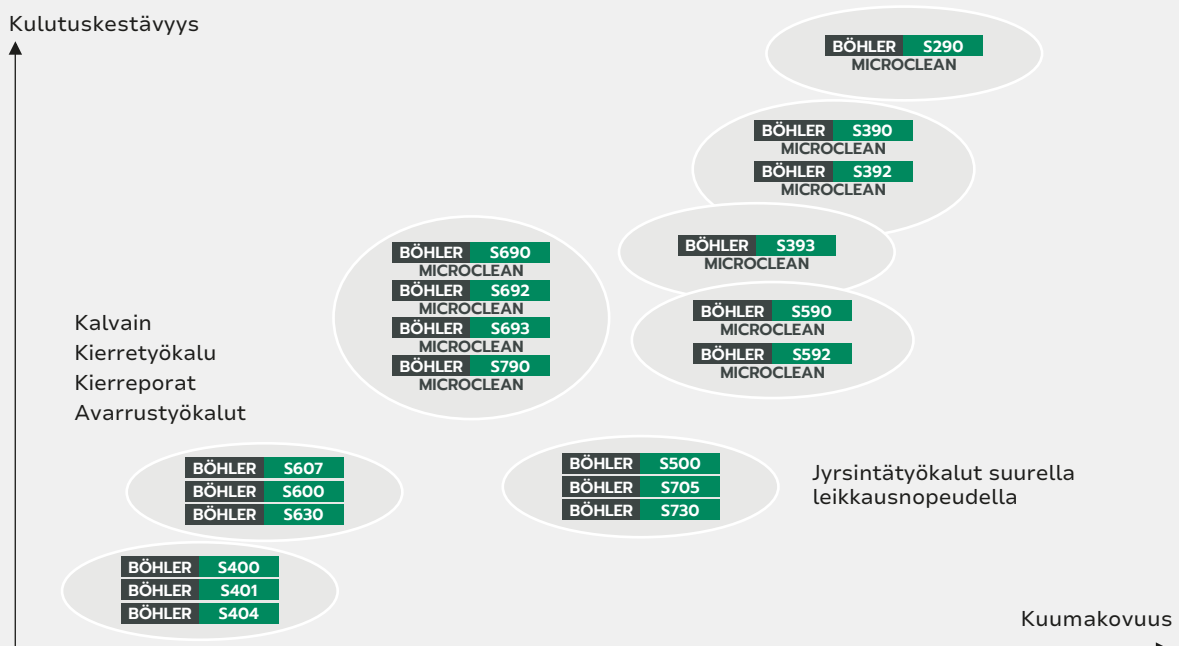 Kulutuskestävyys
BÖHLER S290
MICROCLEAN
BÖHLER S390
MICROCLEAN
BÖHLER S392
MICROCLEAN
BÖHLER S393
MICROCLEAN
BÖHLER S590
MICROCLEAN
BÖHLER S592
MICROCLEAN
BÖHLER S690
MICROCLEAN
BÖHLER S692
MICROCLEAN
BÖHLER S693
MICROCLEAN
BÖHLER S790
MICROCLEAN
Kalvain
Kierretyökalu
Kierreporat
Avarrustyökalut
BÖHLER S607
BÖHLER S600
BÖHLER S630
BÖHLER S500
BÖHLER S705
BÖHLER S730
Jyrsintätyökalut suurella
leikkausnopeudella
BÖHLER S400
BÖHLER S401
BÖHLER S404
Kuumakovuus